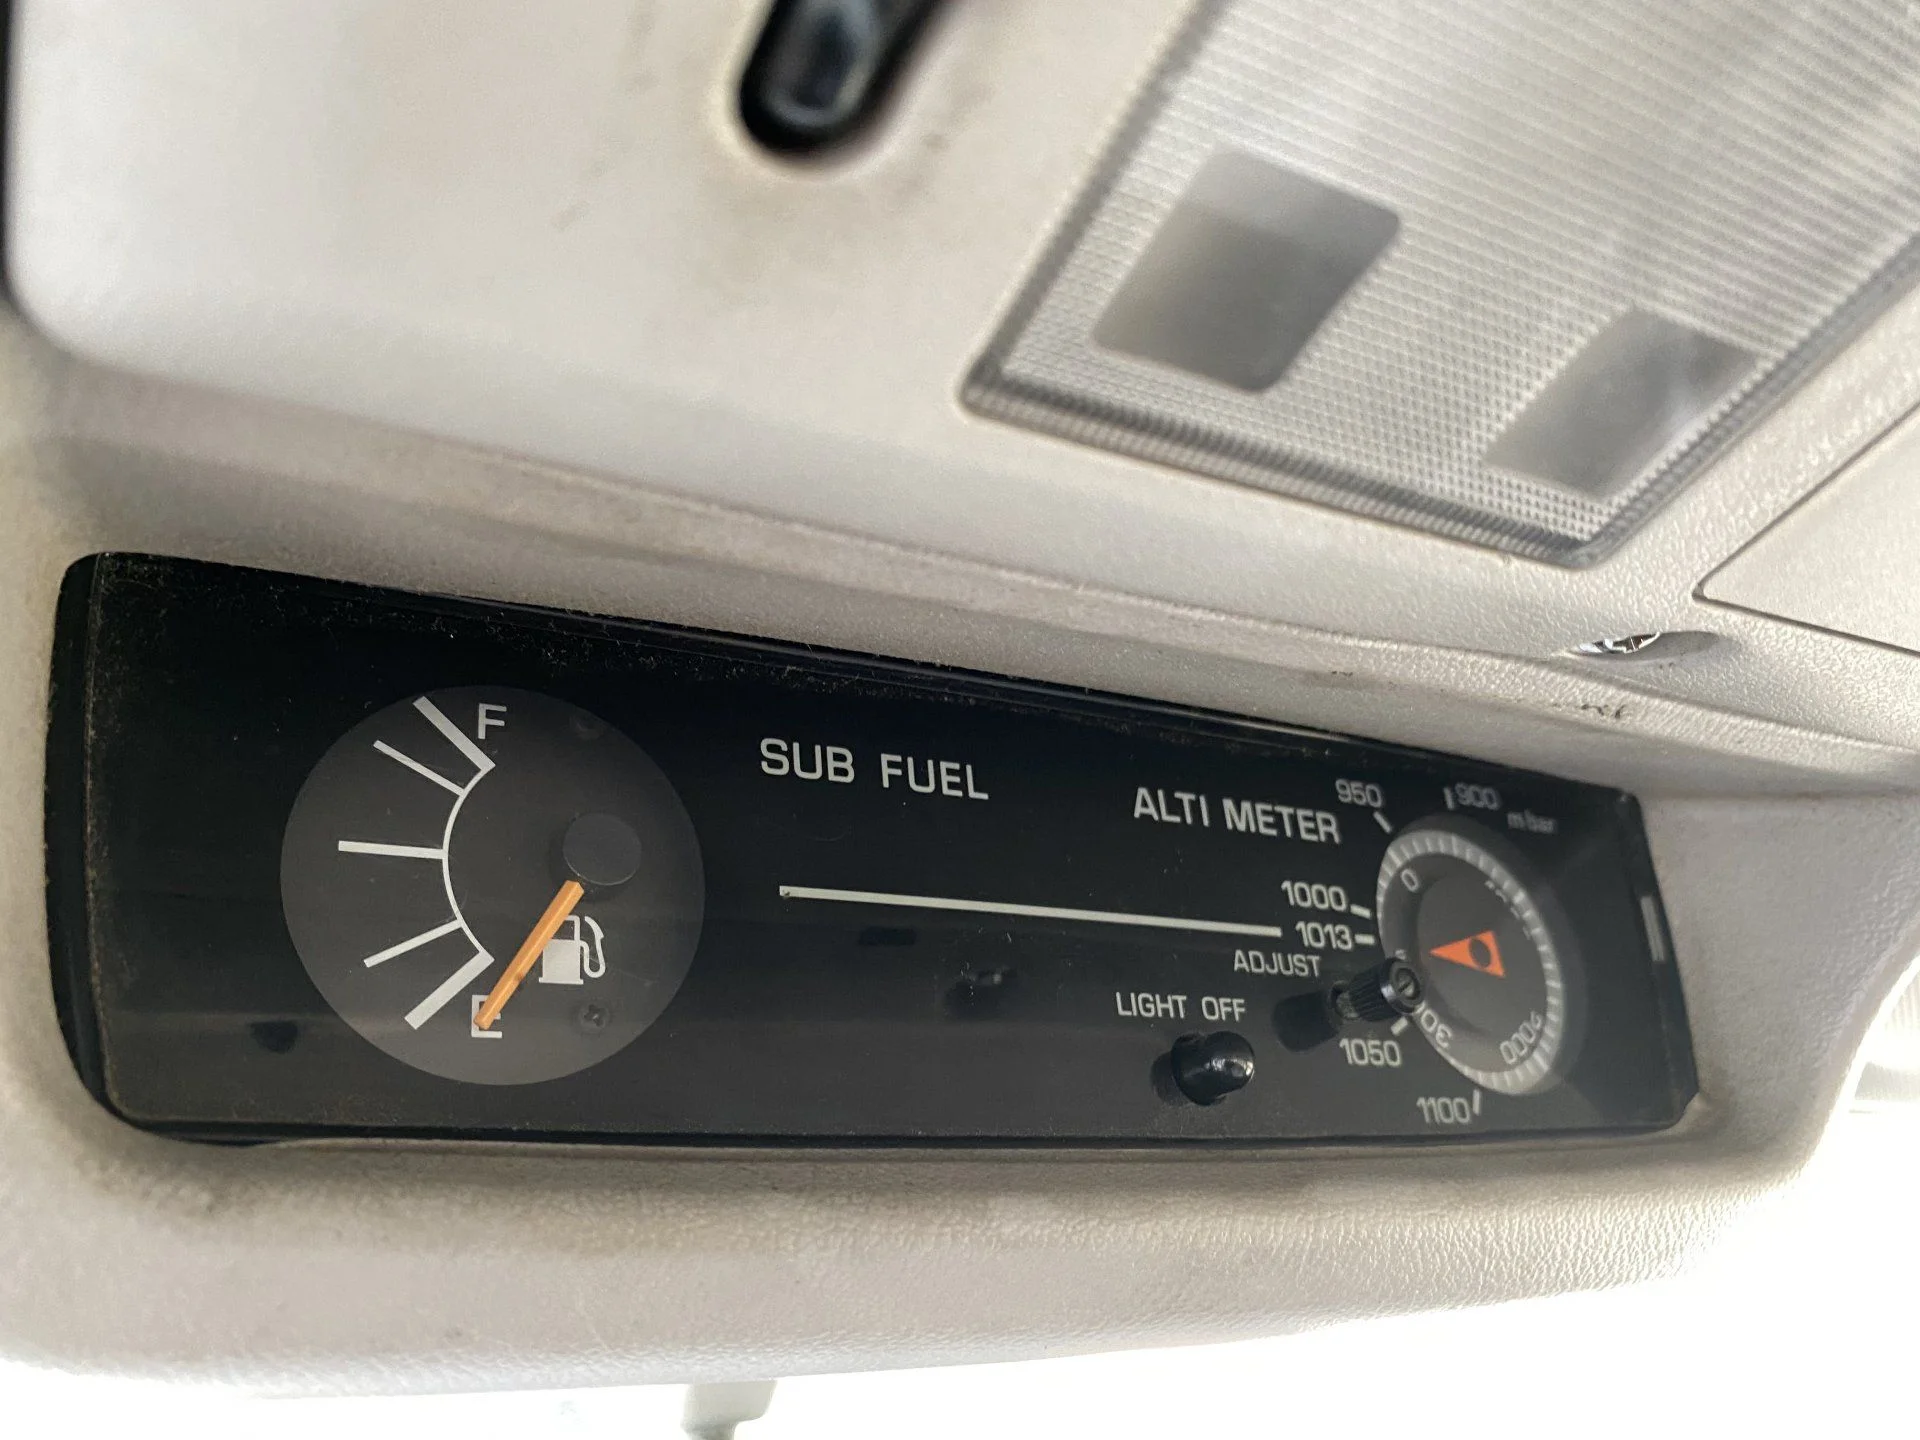 F
E
SUB FUEL
ALTI METER
950
900
mbar
1000
1013
ADJUST
LIGHT OFF
1050
1100
0